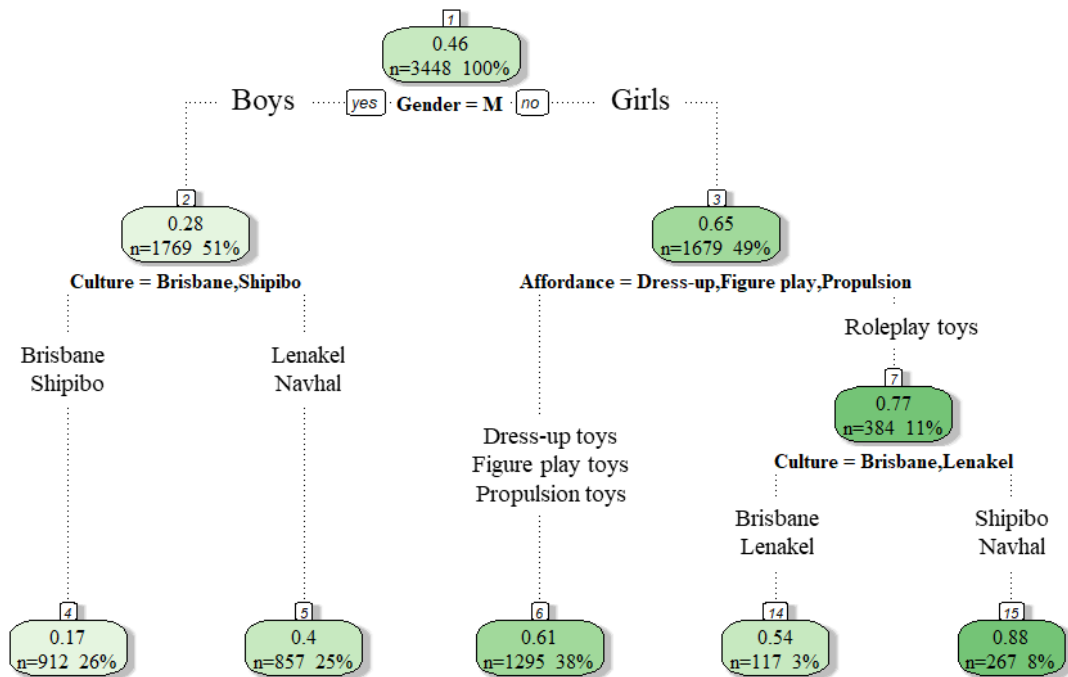 1
0.46
n=3448 100%
Boys yes Gender = M no Girls
2
0.28
n=1769 51%
3
0.65
n=1679 49%
Culture = Brisbane,Shipibo
Affordance = Dress-up,Figure play,Propulsion
Brisbane
Shipibo
Lenakel
Navhal
Roleplay toys
7
0.77
n=384 11%
Dress-up toys
Figure play toys
Propulsion toys
Culture = Brisbane,Lenakel
Brisbane
Lenakel
Shipibo
Navhal
4
0.17
n=912 26%
5
0.4
n=857 25%
6
0.61
n=1295 38%
14
0.54
n=117 3%
15
0.88
n=267 8%